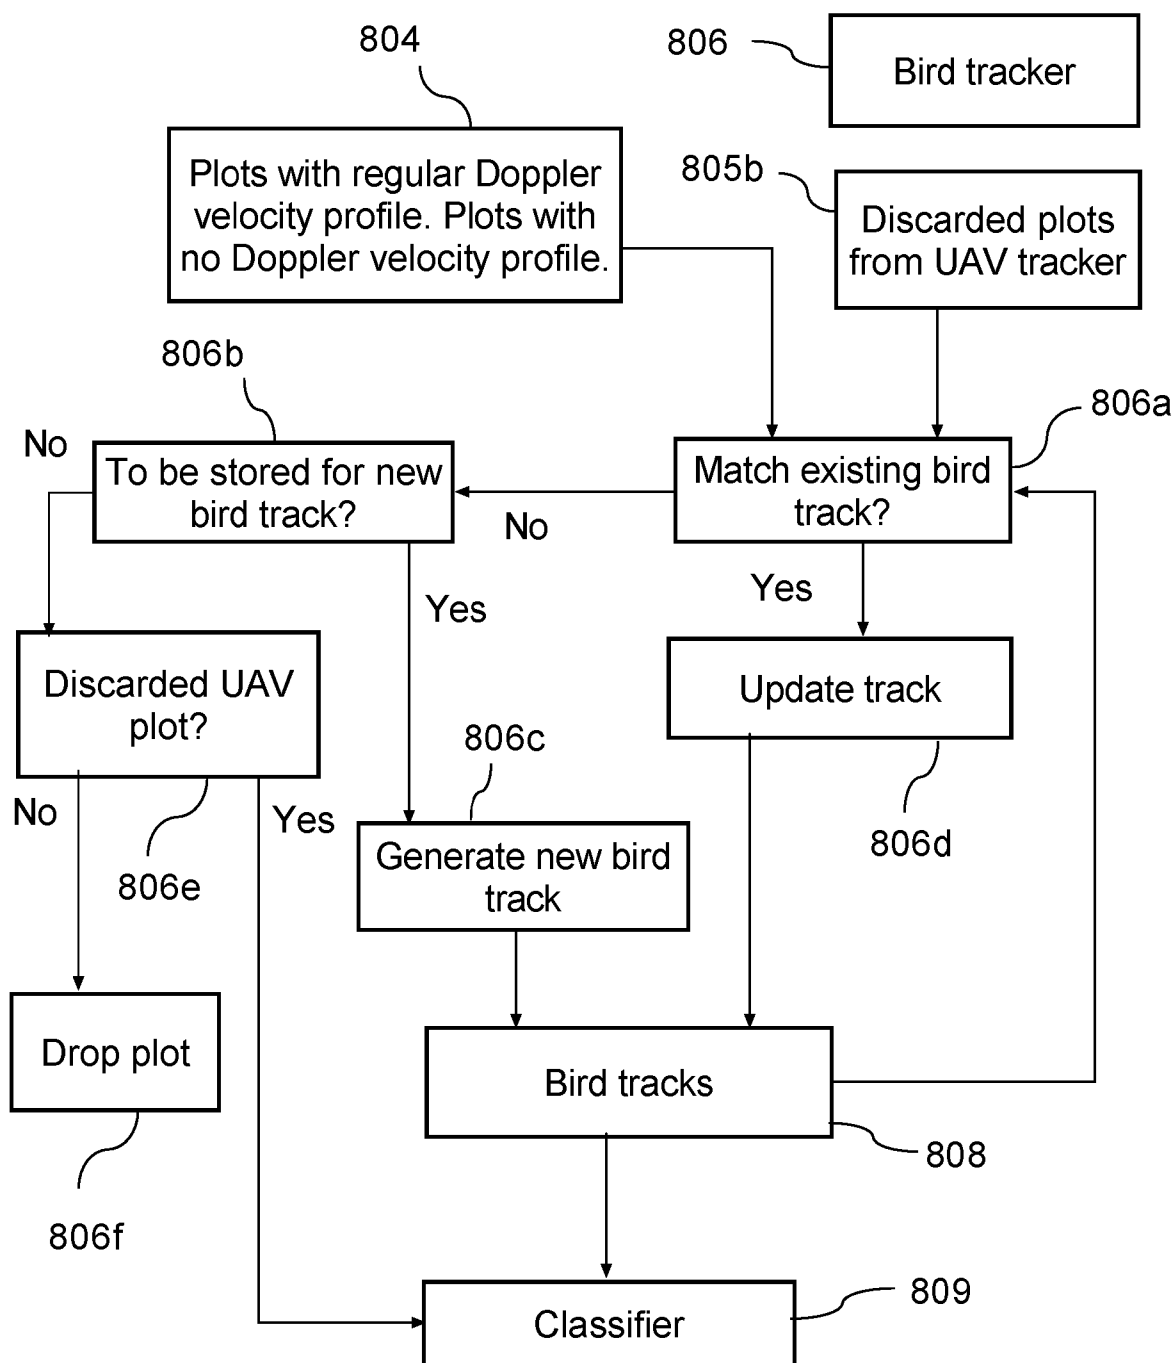 804
806
Bird tracker
Plots with regular Doppler
velocity profile. Plots with
no Doppler velocity profile.
805b
Discarded plots
from UAV tracker
806b
806a
No
To be stored for new
bird track?
Match existing bird
track?
No
Yes
Yes
Discarded UAV
plot?
Update track
806c
No
Yes
806d
806e
Generate new bird
track
Drop plot
Bird tracks
808
806f
809
Classifier